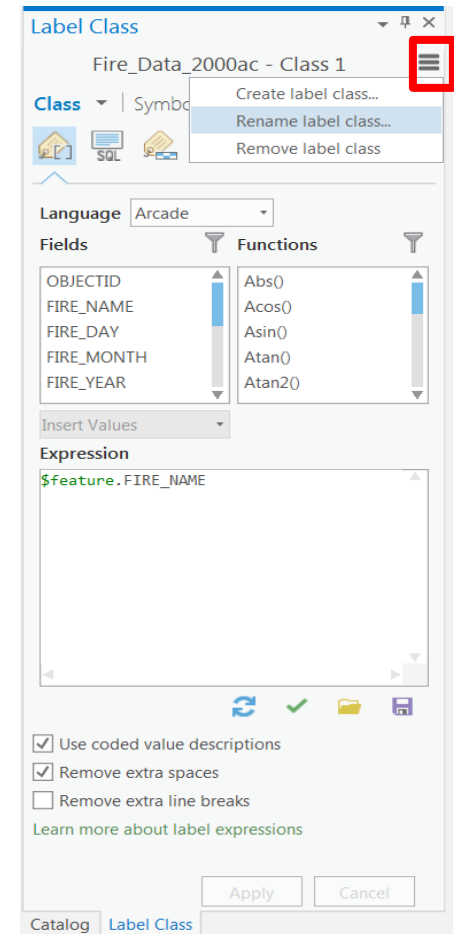 Label Class
Fire_Data_2000ac - Class 1
Create label class...
Class Symbo
Rename label class...
SQL
Remove label class
Language Arcade
Fields Functions
OBJECTID Abs()
FIRE_NAME Acos()
FIRE_DAY Asin()
FIRE_MONTH Atan()
FIRE_YEAR Atan2()
Insert Values
Expression
$feature.FIRE_NAME
Use coded value descriptions
Remove extra spaces
Remove extra line breaks
Learn more about label expressions
Apply Cancel
Catalog Label Class